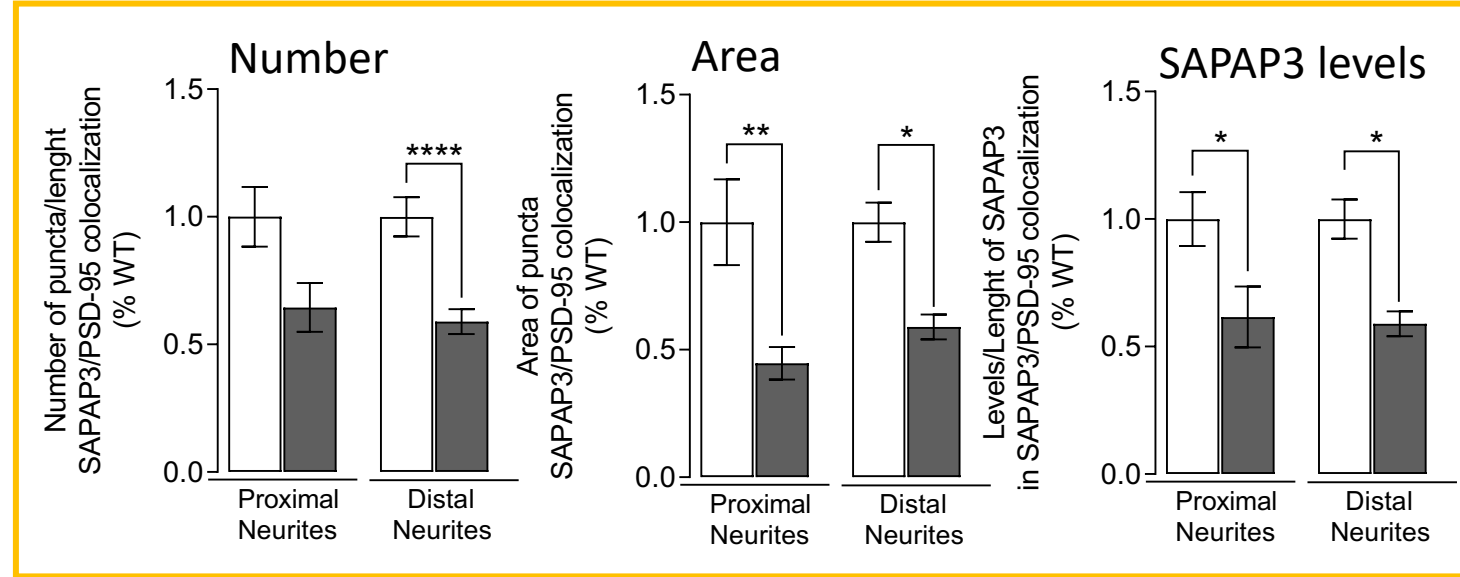 Number
Number of puncta/lenght
SAPAP3/PSD-95 colocalization
(% WT)
1.5
1.0
0.5
0.0
****
Proximal
Neurites
Distal
Neurites
Area
Area of puncta
SAPAP3/PSD-95 colocalization
(% WT)
1.5
1.0
0.5
0.0
**
*
Proximal
Neurites
Distal
Neurites
SAPAP3 levels
Levels/Lenght of SAPAP3
in SAPAP3/PSD-95 colocalization
(% WT)
1.5
1.0
0.5
0.0
*
*
Proximal
Neurites
Distal
Neurites